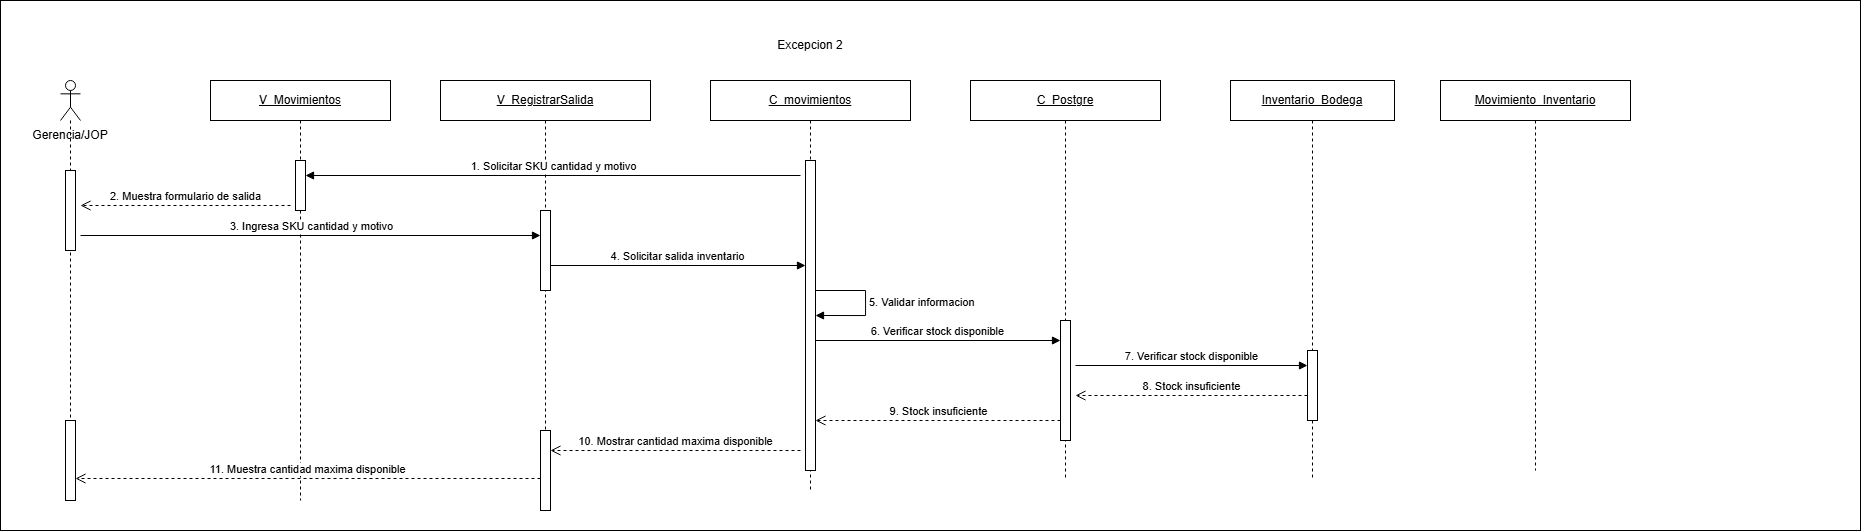 Excepcion 2
Gerencia/JOP
V_Movimientos
V_RegistrarSalida
C_movimientos
C_Postgre
Inventario_Bodega
Movimiento_Inventario
1. Solicitar SKU cantidad y motivo
2. Muestra formulario de salida
3. Ingresa SKU cantidad y motivo
4. Solicitar salida inventario
5. Validar informacion
6. Verificar stock disponible
7. Verificar stock disponible
8. Stock insuficiente
9. Stock insuficiente
10. Mostrar cantidad maxima disponible
11. Muestra cantidad maxima disponible